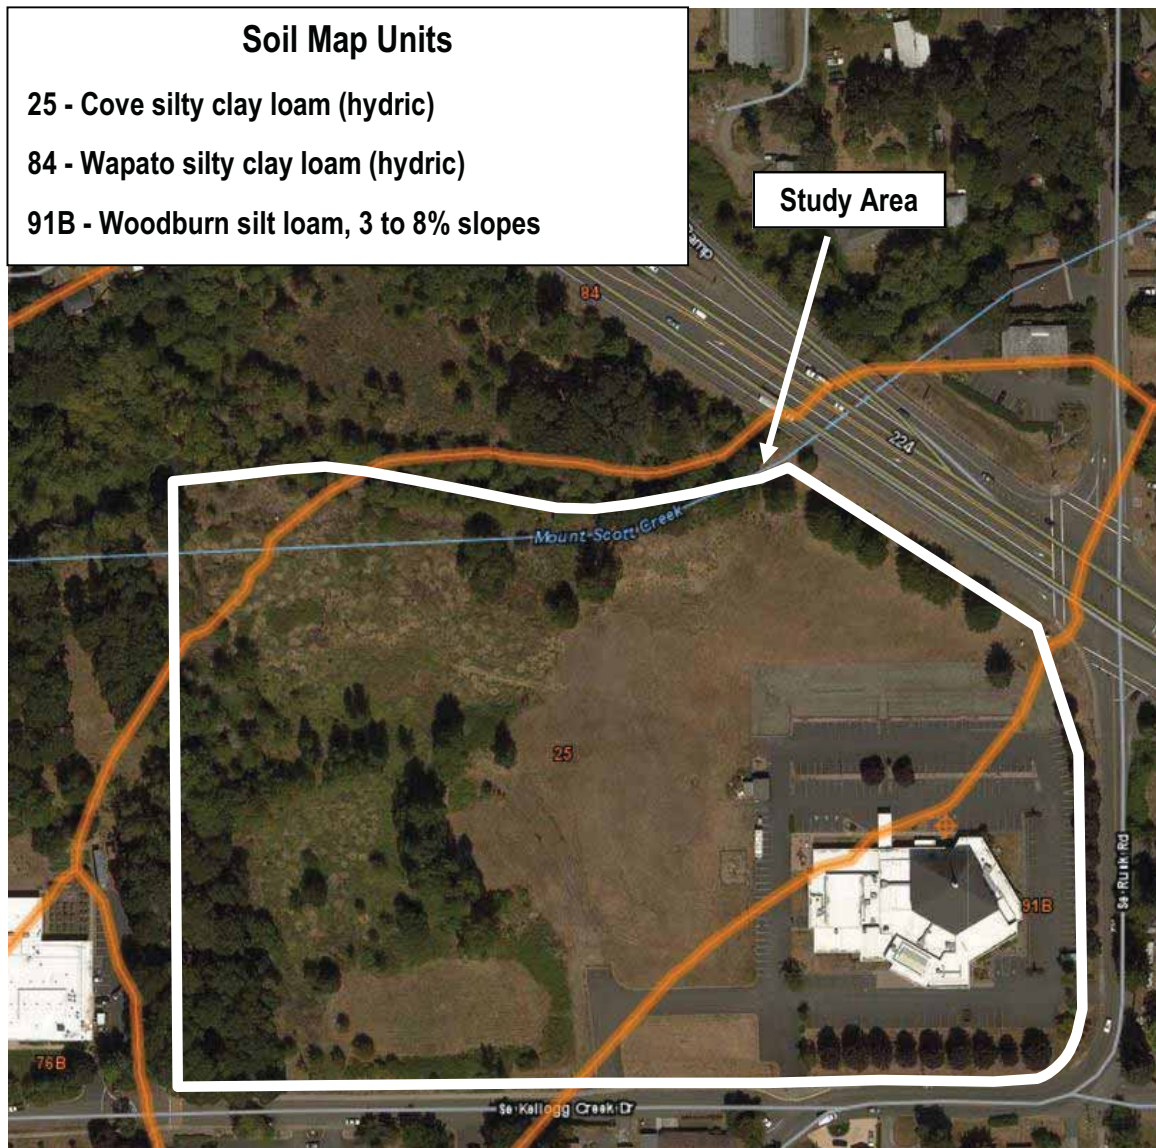 Soil Map Units
25 - Cove silty clay loam (hydric)
84 - Wapato silty clay loam (hydric)
91B - Woodburn silt loam, 3 to 8% slopes
Study Area
Ramp
84
224
Mount Scott Creek
25
91B
Se Rusk Rd
76B
Se Kellogg Creek Dr